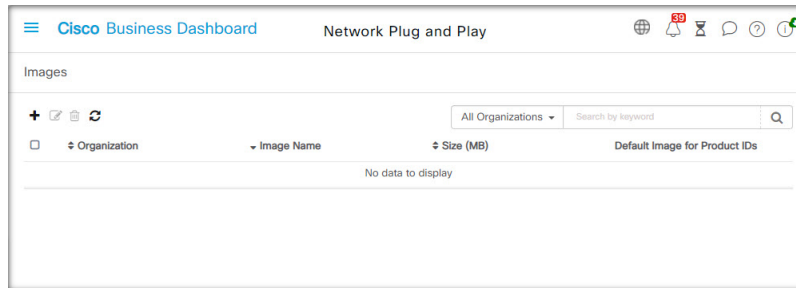 Cisco Business Dashboard Network Plug and Play 39
Images
All Organizations Search by keyword
Organization Image Name Size (MB) Default Image for Product IDs
No data to display